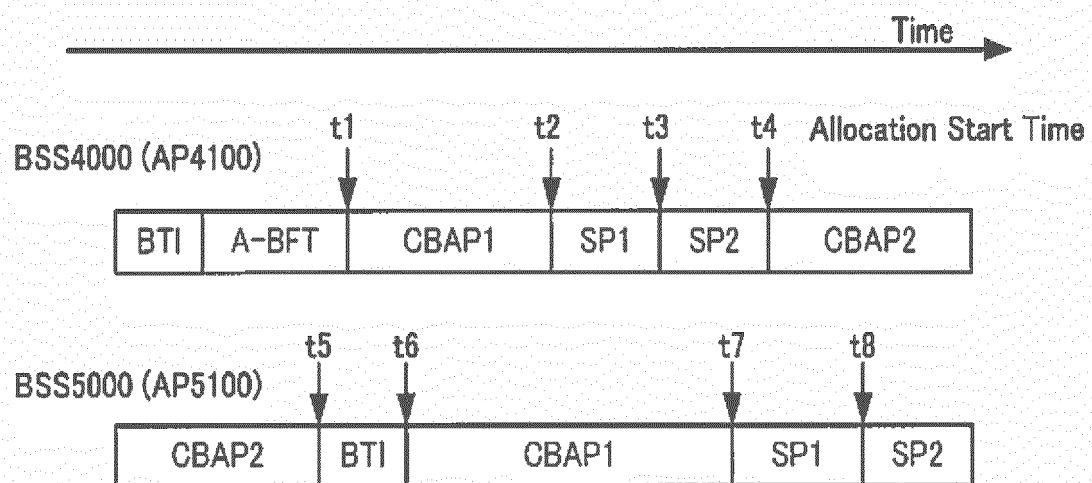 Time
t1 t2 t3 t4 Allocation Start Time
BSS4000 (AP4100)
BTI A-BFT CBAP1 SP1 SP2 CBAP2
t5 t6 t7 t8
BSS5000 (AP5100)
CBAP2 BTI CBAP1 SP1 SP2